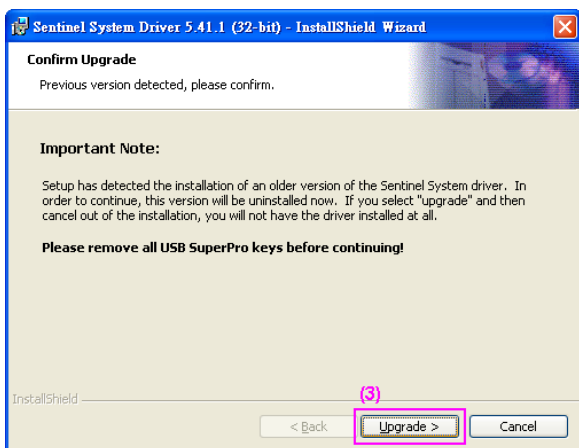 Sentinel System Driver 5.41.1 (32-bit) - InstallShield Wizard
Confirm Upgrade
Previous version detected, please confirm.
Important Note:
Setup has detected the installation of an older version of the Sentinel System driver. In
order to continue, this version will be uninstalled now. If you select "upgrade" and then
cancel out of the installation, you will not have the driver installed at all.
Please remove all USB SuperPro keys before continuing!
(3)
InstallShield
< Back Upgrade > Cancel